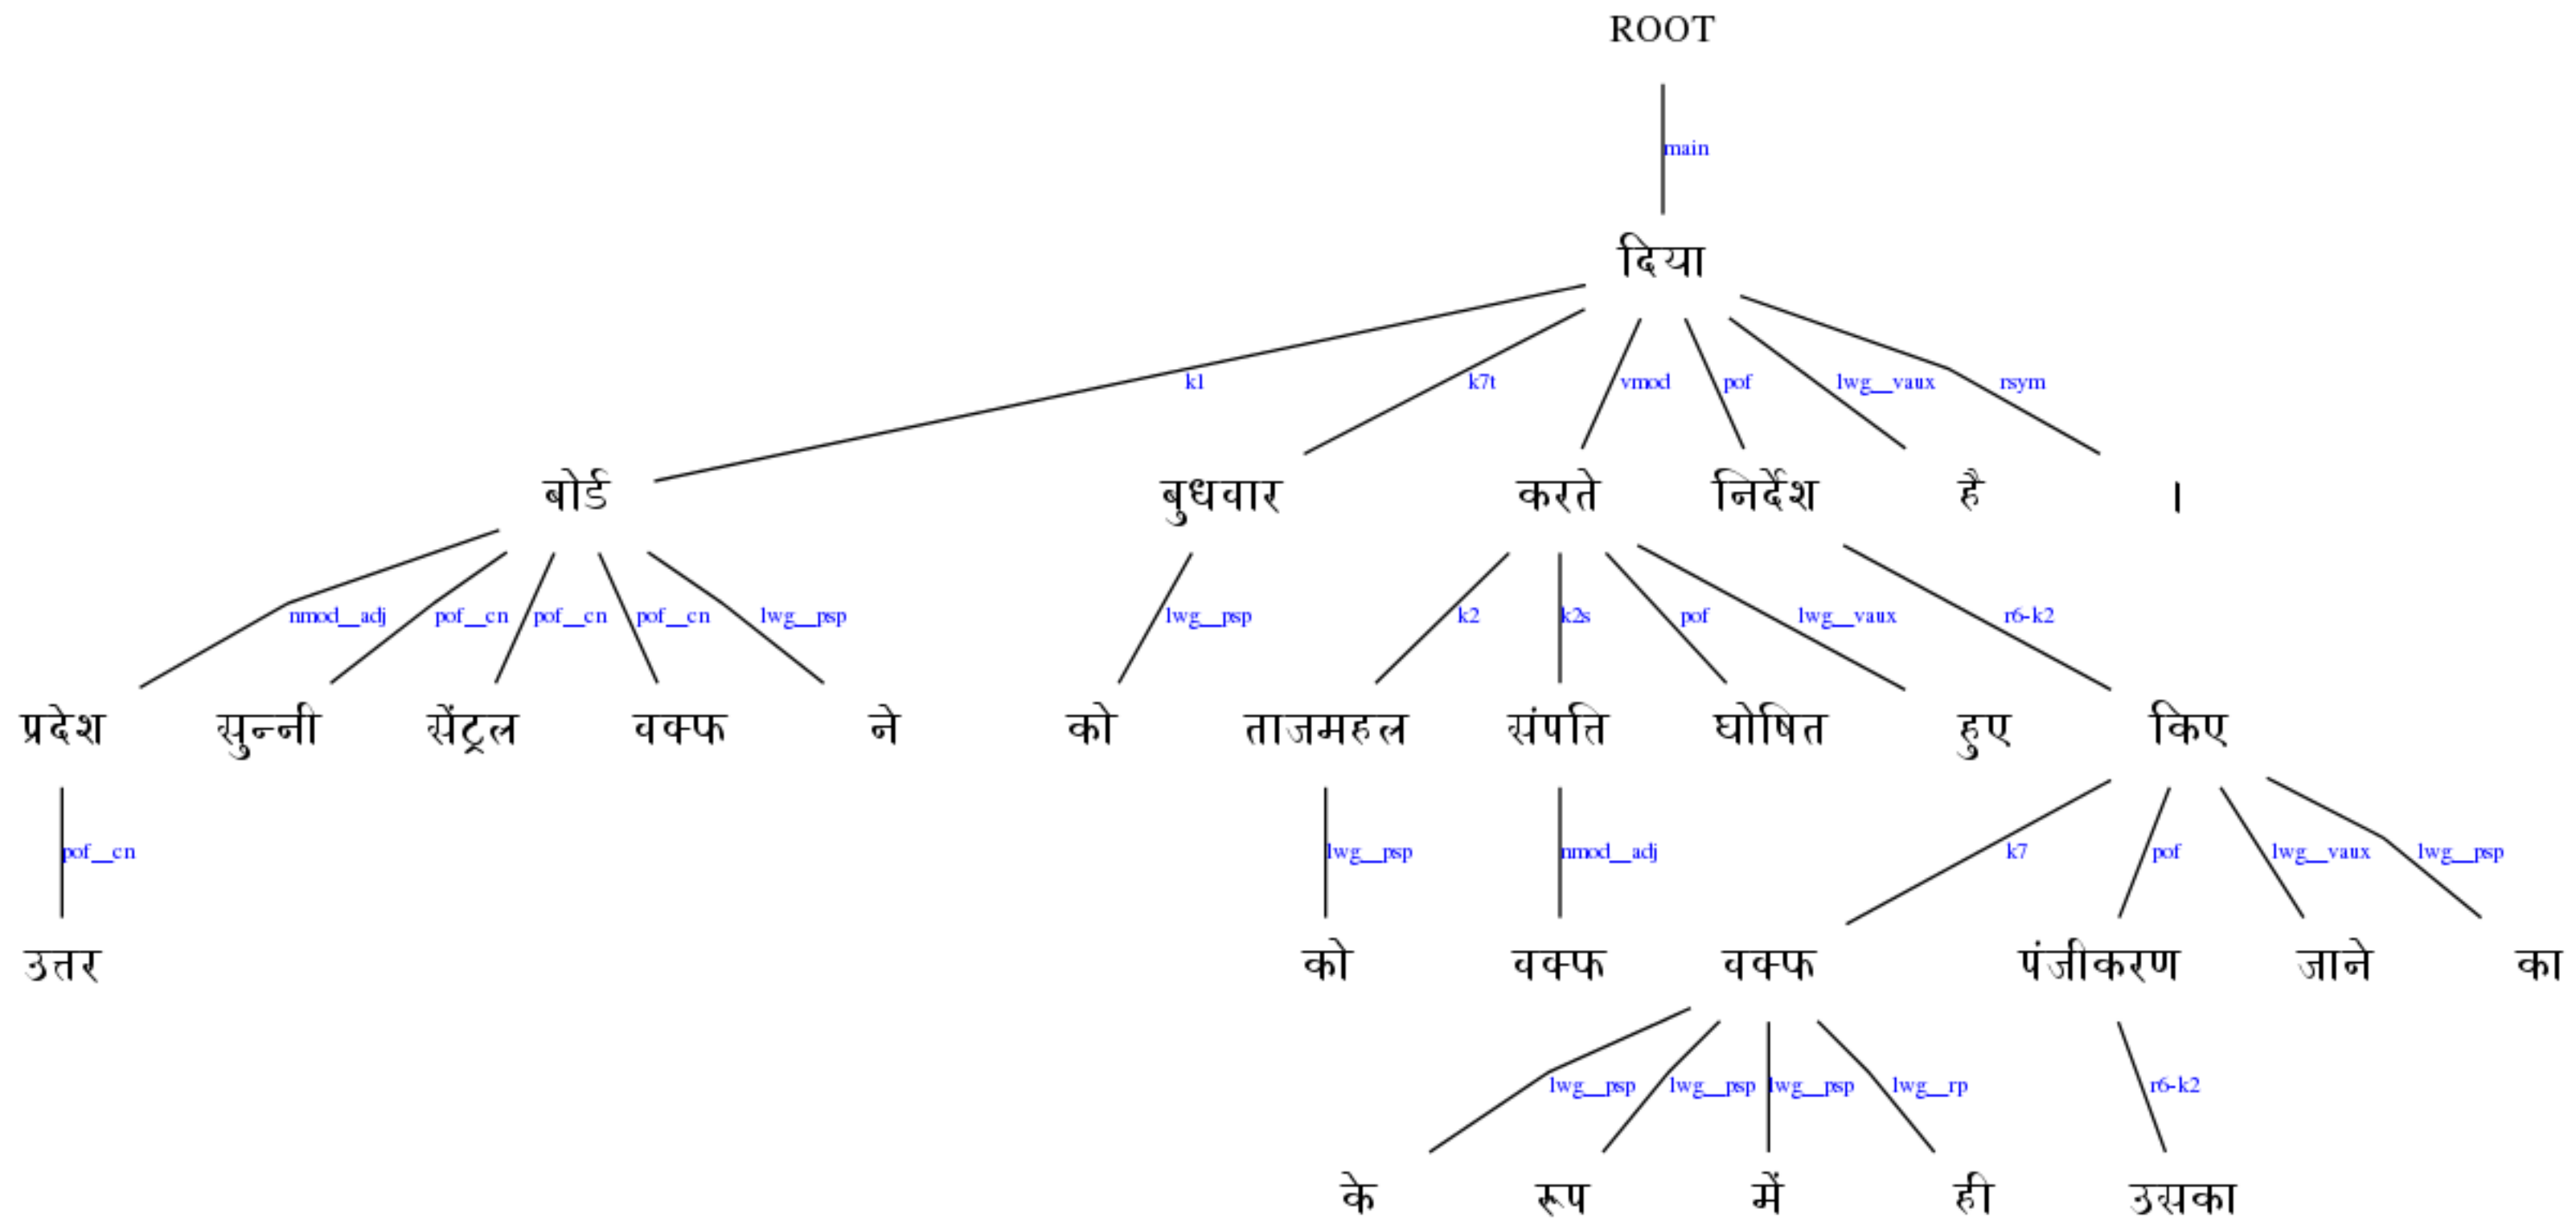 ROOT
main
दिया
k1 k7t vmod pof lwg__vaux rsym
बोर्ड बुधवार करते निर्देश है ।
nmod__adj pof__cn pof__cn pof__cn lwg__psp lwg__psp k2 k2s pof lwg__vaux r6-k2
प्रदेश सुन्नी सेंट्रल वक्फ ने को ताजमहल संपत्ति घोषित हुए किए
pof__cn lwg__psp nmod__adj k7 pof lwg__vaux lwg__psp
उत्तर को वक्फ वक्फ पंजीकरण जाने का
lwg__psp lwg__psp lwg__psp lwg__rp r6-k2
के रूप में ही उसका